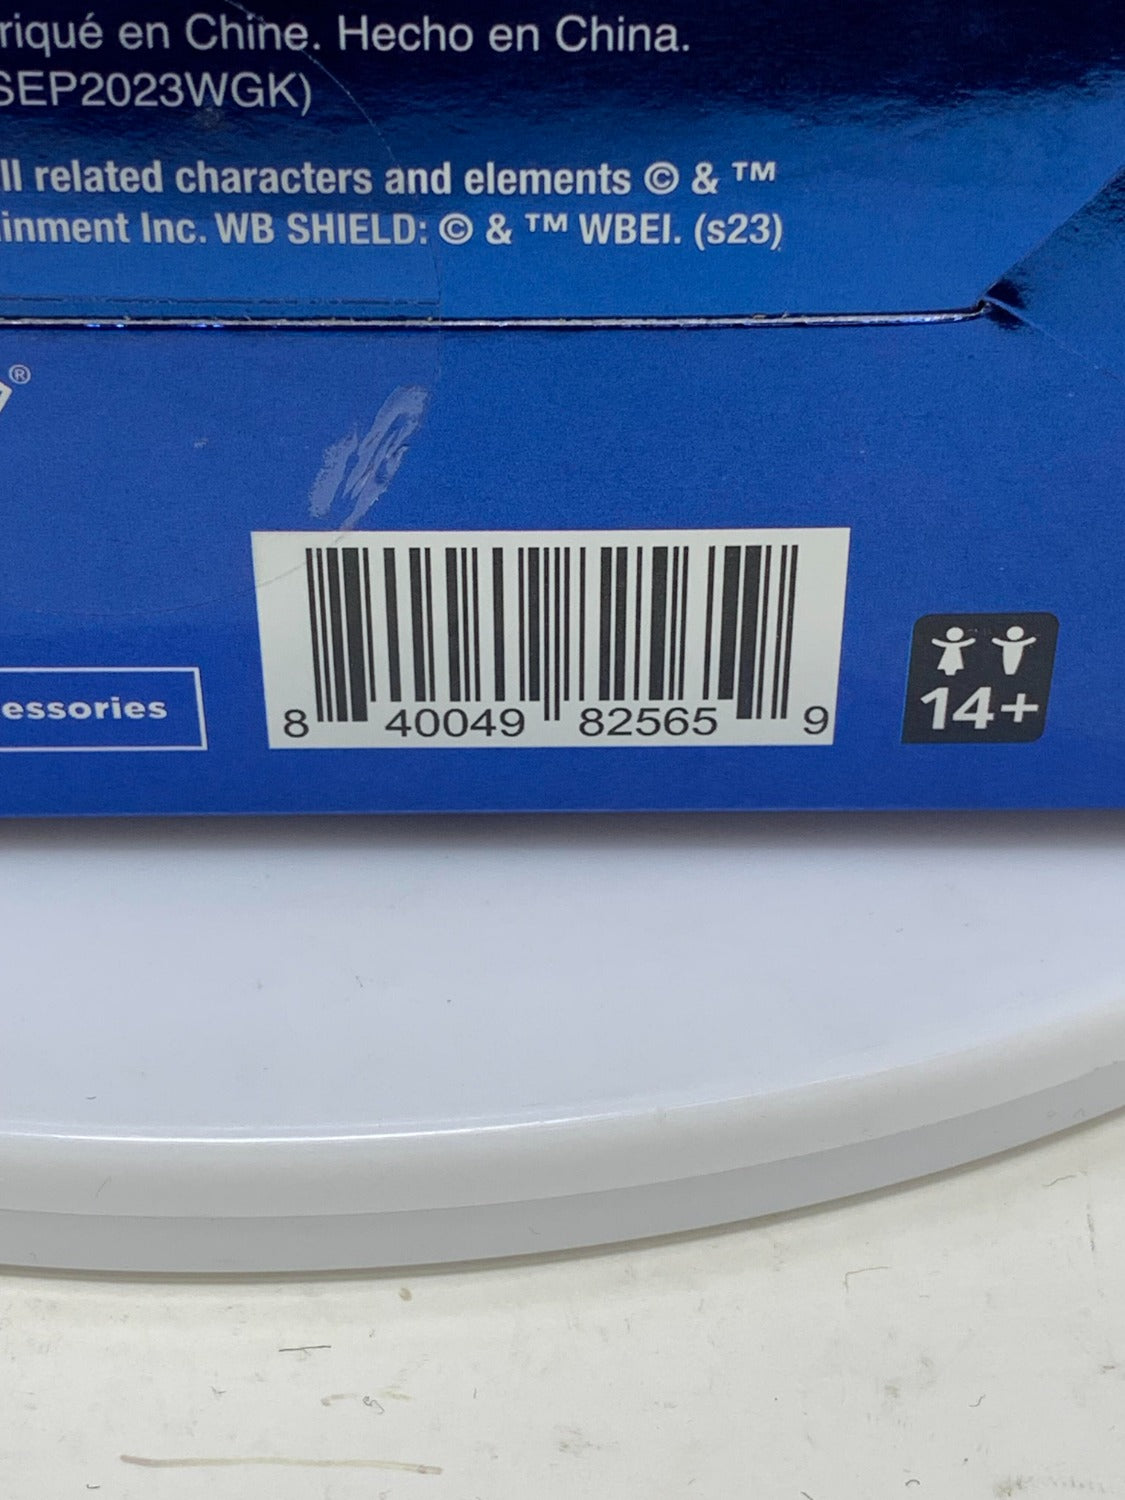 riqué en Chine. Hecho en China.
SEP2023WGK)
ll related characters and elements © & ™
inment Inc. WB SHIELD: © & ™ WBEI. (s23)
®
essories
8 40049 82565 9
14+